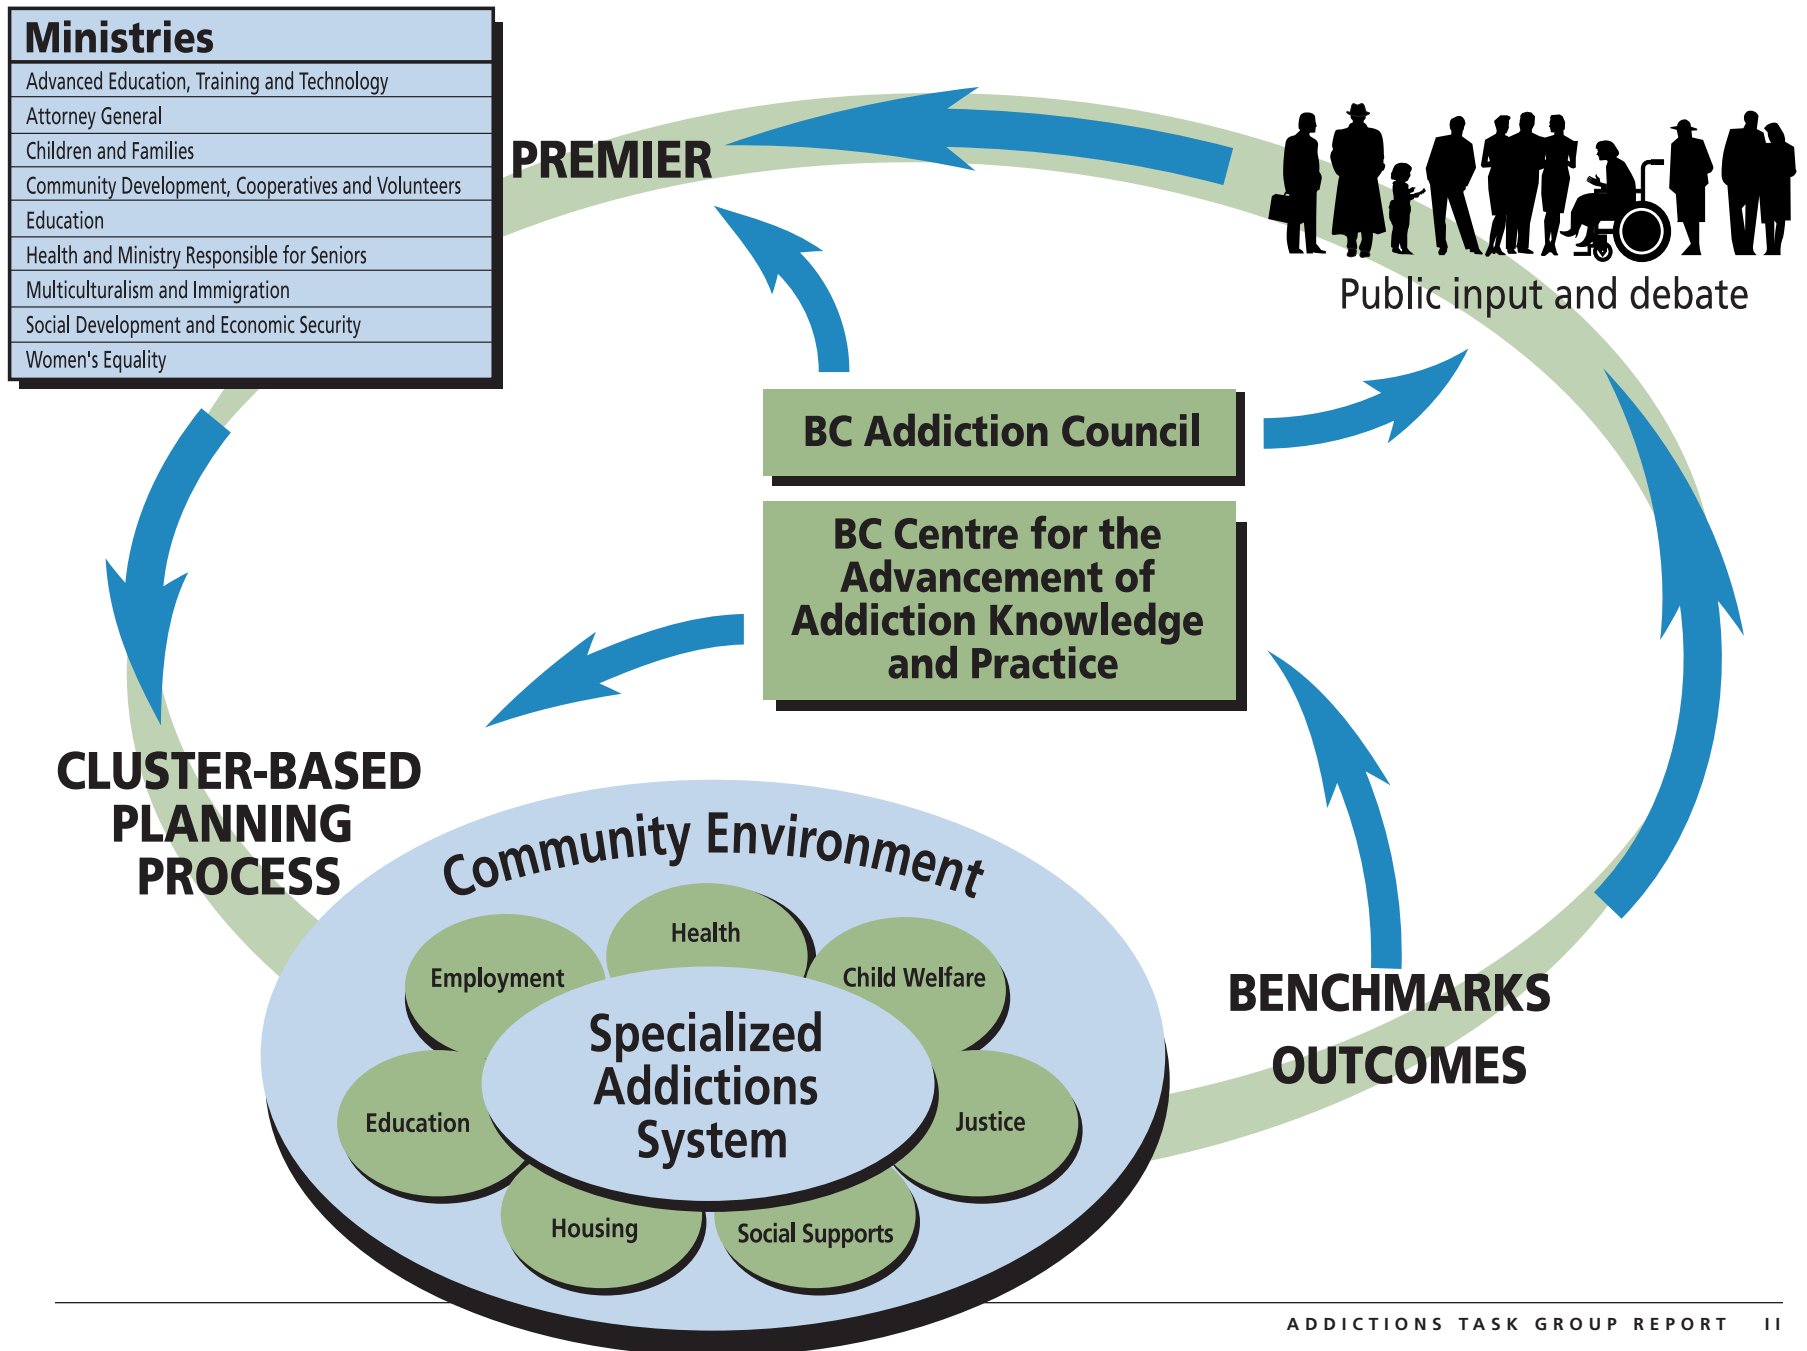 Ministries
Advanced Education, Training and Technology
Attorney General
Children and Families
Community Development, Cooperatives and Volunteers
Education
Health and Ministry Responsible for Seniors
Multiculturalism and Immigration
Social Development and Economic Security
Women's Equality
PREMIER
Public input and debate
BC Addiction Council
BC Centre for the
Advancement of
Addiction Knowledge
and Practice
CLUSTER-BASED
PLANNING
PROCESS
Community Environment
Health
Employment
Child Welfare
Specialized
Addictions
System
Education
Justice
Housing
Social Supports
BENCHMARKS
OUTCOMES
ADDICTIONS TASK GROUP REPORT II